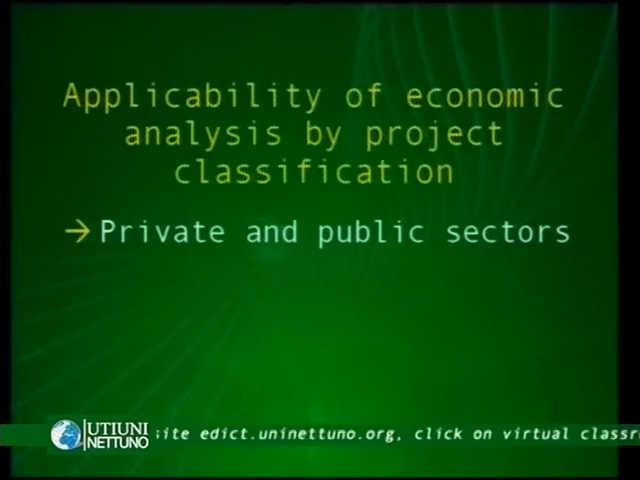 Applicability of economic
analysis by project
classification
→ Private and public sectors
UTIUNI
NETTUNO
site edict.uninettuno.org, click on virtual